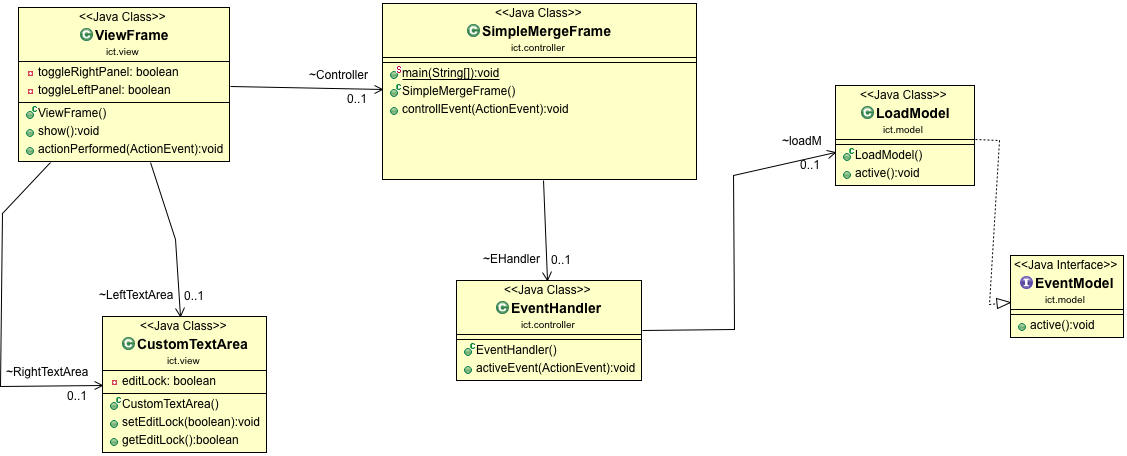 <<Java Class>>
ViewFrame
ict.view
toggleRightPanel: boolean
toggleLeftPanel: boolean
ViewFrame()
show():void
actionPerformed(ActionEvent):void
~Controller
0..1
<<Java Class>>
SimpleMergeFrame
ict.controller
main(String[]):void
SimpleMergeFrame()
controllEvent(ActionEvent):void
~loadM
0..1
<<Java Class>>
LoadModel
ict.model
LoadModel()
active():void
~EHandler
0..1
<<Java Interface>>
EventModel
ict.model
active():void
~LeftTextArea
0..1
<<Java Class>>
EventHandler
ict.controller
EventHandler()
activeEvent(ActionEvent):void
~RightTextArea
0..1
<<Java Class>>
CustomTextArea
ict.view
editLock: boolean
CustomTextArea()
setEditLock(boolean):void
getEditLock():boolean